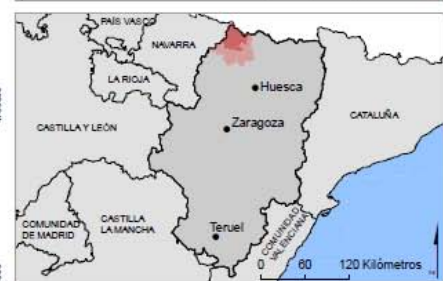 PAÍS VASCO
NAVARRA
LA RIOJA
Huesca
CATALUÑA
CASTILLA Y LEÓN
Zaragoza
COMUNIDAD
DE MADRID
CASTILLA
LA MANCHA
Teruel
COMUNIDAD
VALENCIANA
0 60 120 Kilómetros